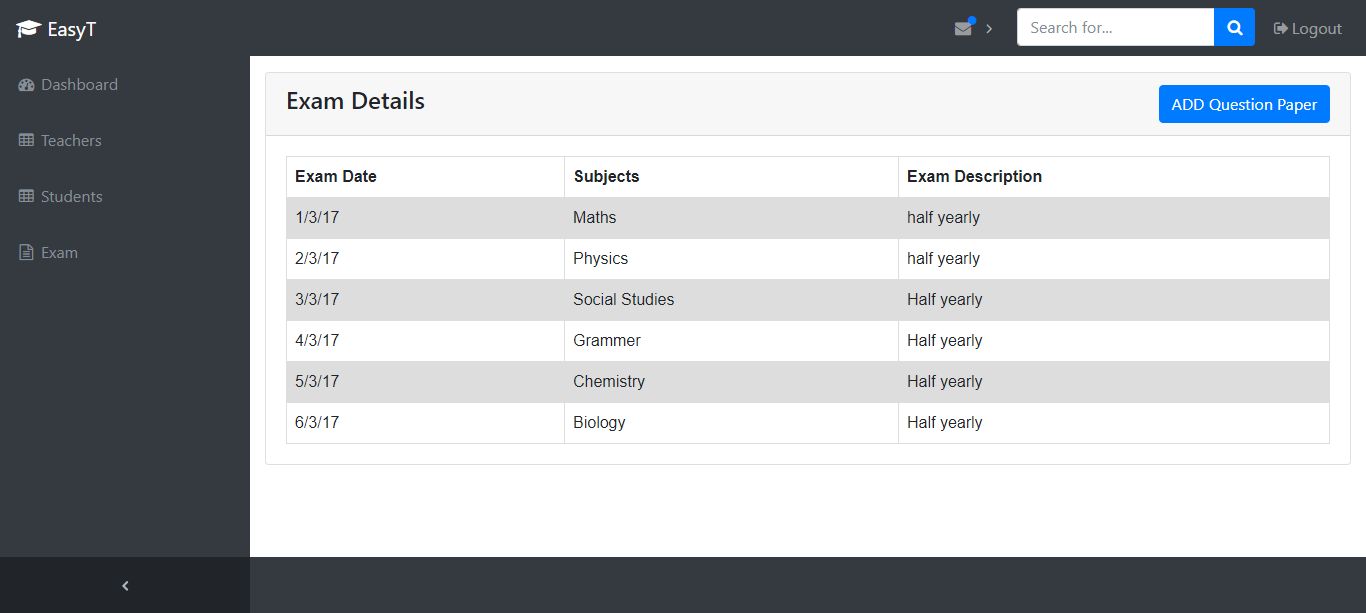 EasyT
Search for...
Logout
Dashboard
Teachers
Students
Exam
Exam Details
ADD Question Paper
Exam Date Subjects Exam Description
1/3/17 Maths half yearly
2/3/17 Physics half yearly
3/3/17 Social Studies Half yearly
4/3/17 Grammer Half yearly
5/3/17 Chemistry Half yearly
6/3/17 Biology Half yearly